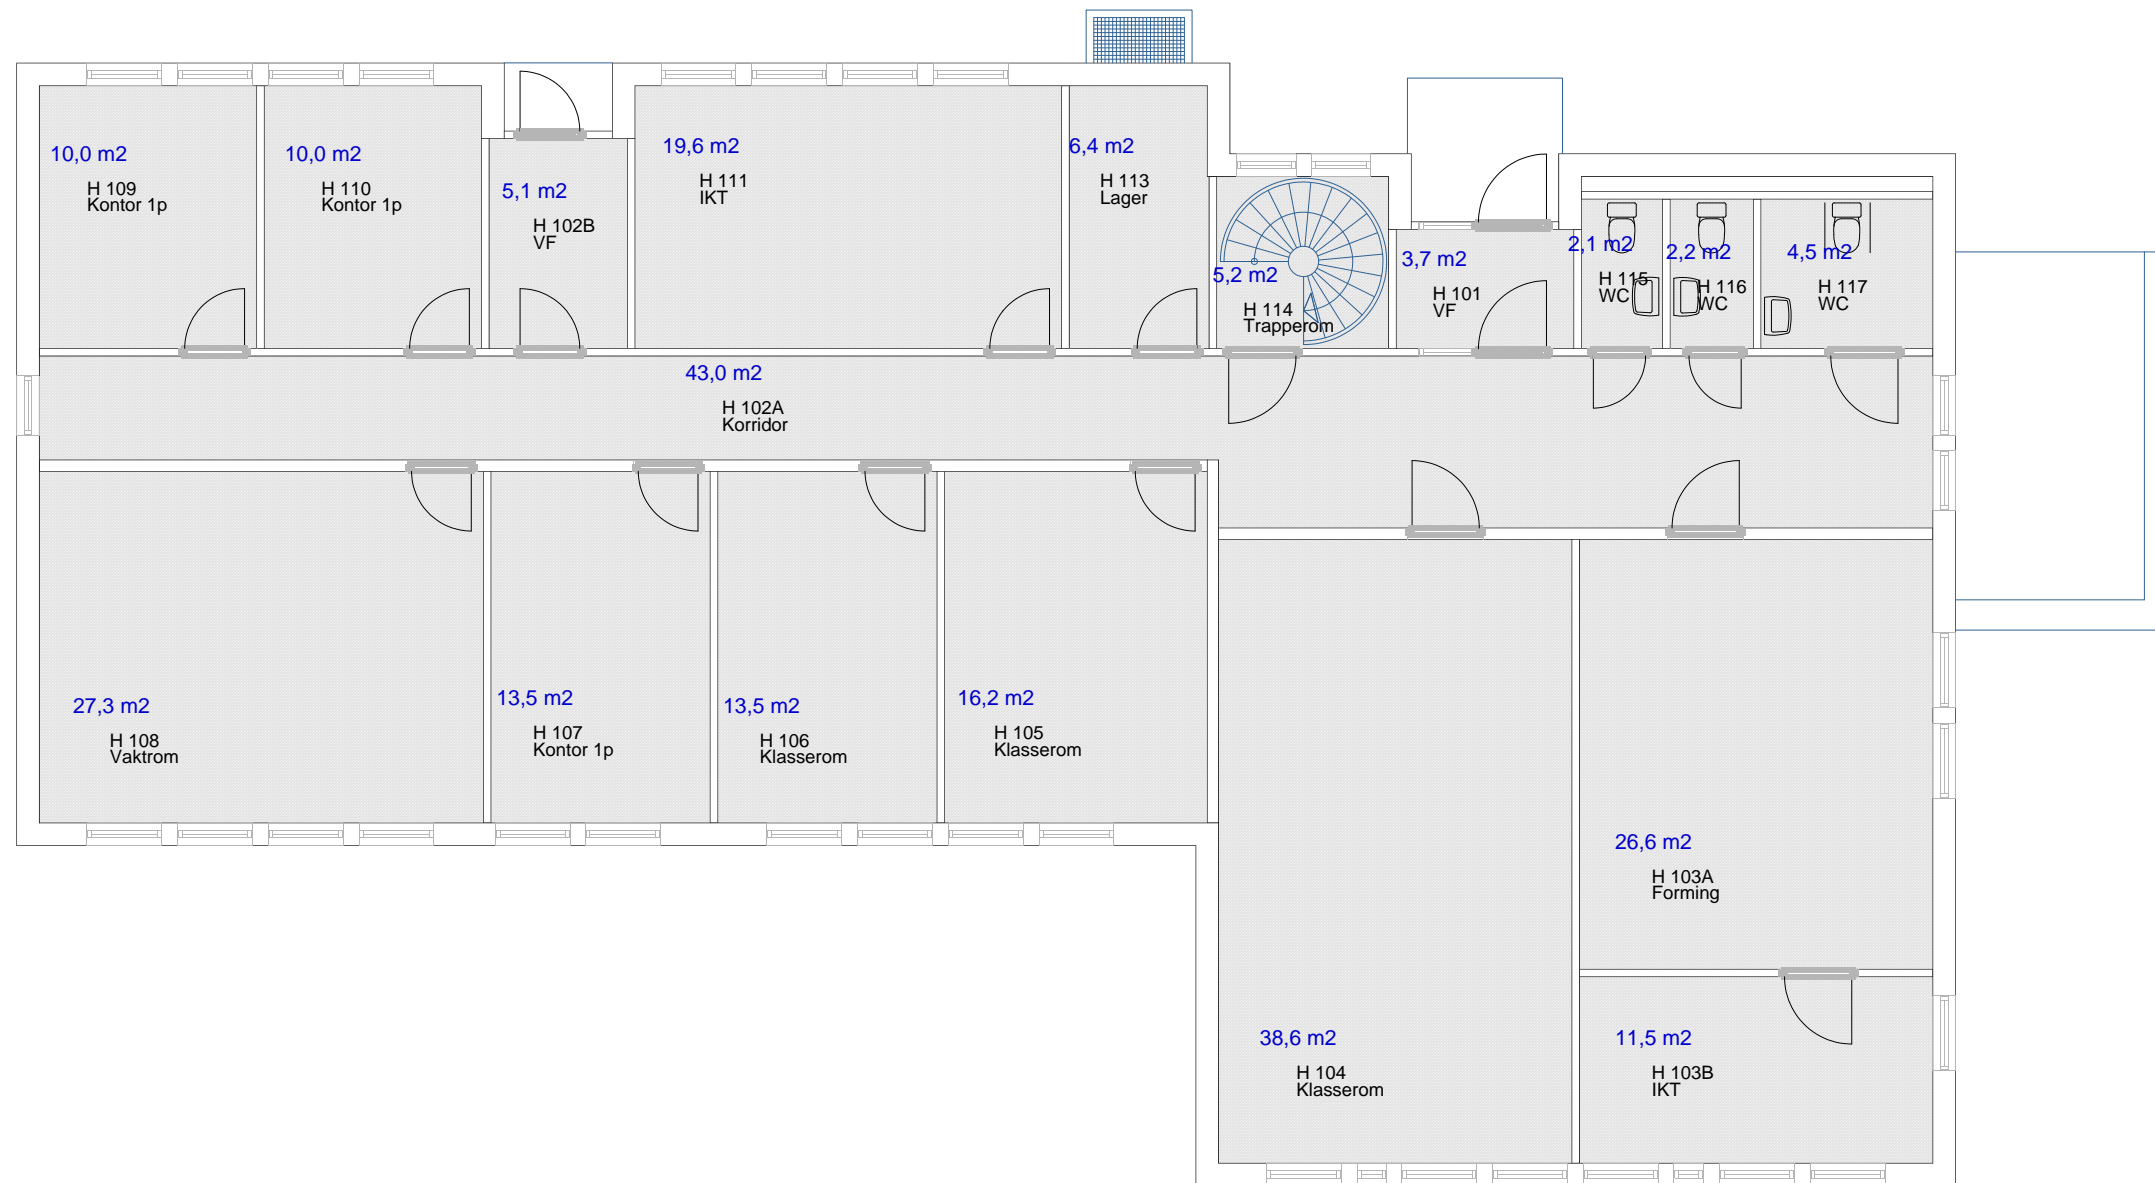 10,0 m2
H 109
Kontor 1p
10,0 m2
H 110
Kontor 1p
5,1 m2
H 102B
VF
19,6 m2
H 111
IKT
6,4 m2
H 113
Lager
5,2 m2
H 114
Trapperom
3,7 m2
H 101
VF
2,1 m2
H 115
WC
2,2 m2
H 116
WC
4,5 m2
H 117
WC
43,0 m2
H 102A
Korridor
27,3 m2
H 108
Vaktrom
13,5 m2
H 107
Kontor 1p
13,5 m2
H 106
Klasserom
16,2 m2
H 105
Klasserom
38,6 m2
H 104
Klasserom
26,6 m2
H 103A
Forming
11,5 m2
H 103B
IKT